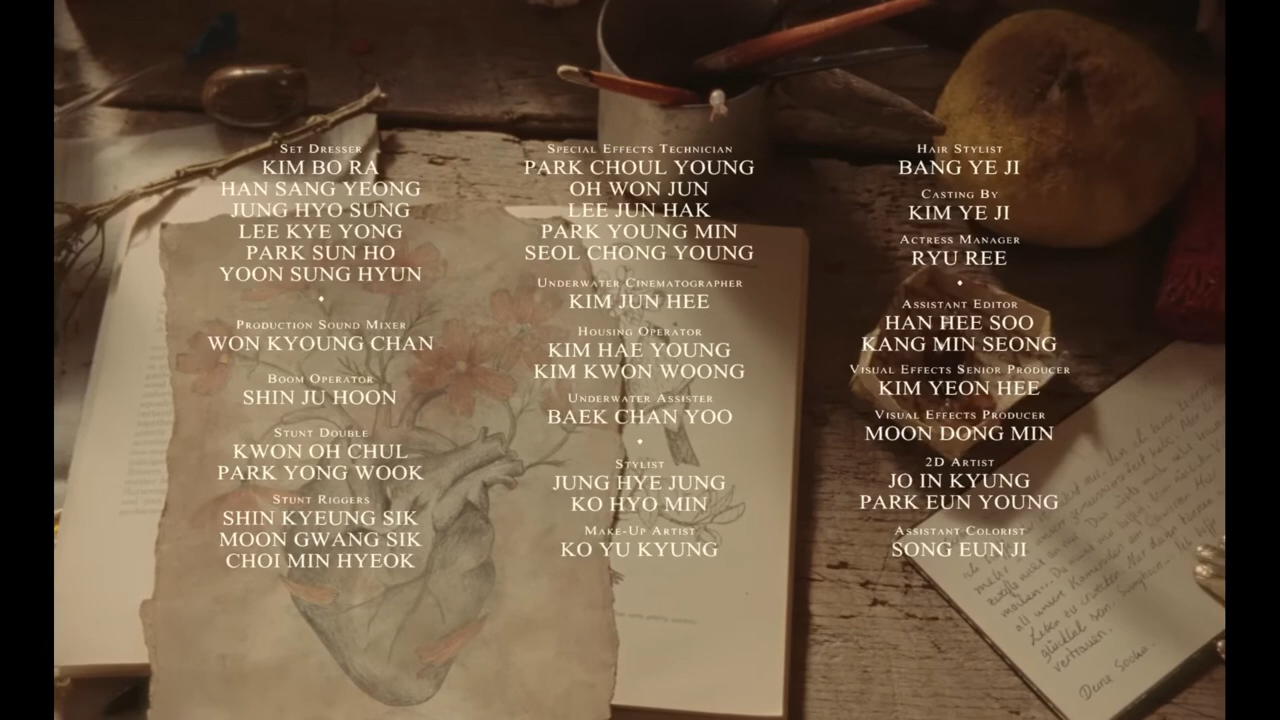 SET DRESSER
KIM BO RA
HAN SANG YEONG
JUNG HYO SUNG
LEE KYE YONG
PARK SUN HO
YOON SUNG HYUN
PRODUCTION SOUND MIXER
WON KYOUNG CHAN
BOOM OPERATOR
SHIN JU HOON
STUNT DOUBLE
KWON OH CHUL
PARK YONG WOOK
STUNT RIGGERS
SHIN KYEUNG SIK
MOON GWANG SIK
CHOI MIN HYEOK
SPECIAL EFFECTS TECHNICIAN
PARK CHOUL YOUNG
OH WON JUN
LEE JUN HAK
PARK YOUNG MIN
SEOL CHONG YOUNG
UNDERWATER CINEMATOGRAPHER
KIM JUN HEE
HOUSING OPERATOR
KIM HAE YOUNG
KIM KWON WOONG
UNDERWATER ASSISTER
BAEK CHAN YOO
STYLIST
JUNG HYE JUNG
KO HYO MIN
MAKE-UP ARTIST
KO YU KYUNG
HAIR STYLIST
BANG YE JI
CASTING BY
KIM YE JI
ACTRESS MANAGER
RYU REE
ASSISTANT EDITOR
HAN HEE SOO
KANG MIN SEONG
VISUAL EFFECTS SENIOR PRODUCER
KIM YEON HEE
VISUAL EFFECTS PRODUCER
MOON DONG MIN
2D ARTIST
JO IN KYUNG
PARK EUN YOUNG
ASSISTANT COLORIST
SONG EUN JI
Leben zu
vertrauen.
Deine